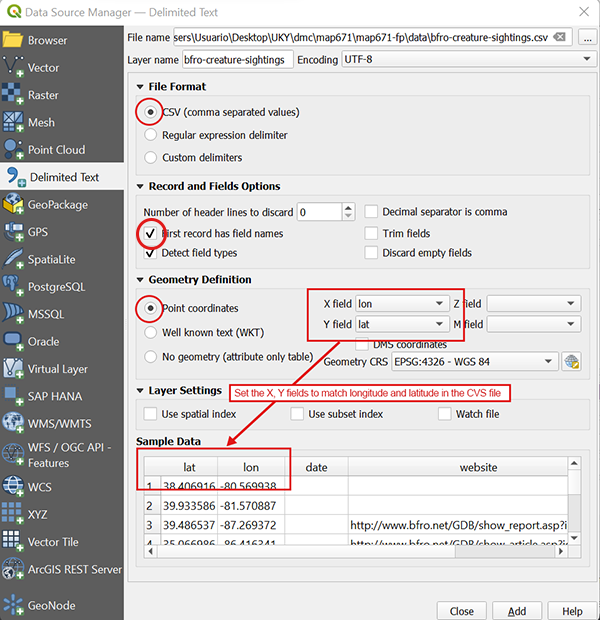 Data Source Manager — Delimited Text
Browser
Vector
Raster
Mesh
Point Cloud
Delimited Text
GeoPackage
GPS
SpatiaLite
PostgreSQL
MSSQL
Oracle
Virtual Layer
SAP HANA
WMS/WMTS
WFS / OGC API -
Features
WCS
XYZ
Vector Tile
ArcGIS REST Server
GeoNode
File name sers\Usuario\Desktop\UKY\dmc\map671\map671-fp\data\bfro-creature-sightings.csv ...
Layer name bfro-creature-sightings Encoding UTF-8
File Format
CSV (comma separated values)
Regular expression delimiter
Custom delimiters
Record and Fields Options
Number of header lines to discard 0 Decimal separator is comma
First record has field names Trim fields
Detect field types Discard empty fields
Geometry Definition
Point coordinates X field lon Z field
Well known text (WKT) Y field lat M field
DMS coordinates
No geometry (attribute only table) Geometry CRS EPSG:4326 - WGS 84
Layer Settings Set the X, Y fields to match longitude and latitude in the CVS file
Use spatial index Use subset index Watch file
Sample Data
lat lon date website
1 38.406916 -80.569938
2 39.933586 -81.570887
3 39.486537 -87.269372 http://www.bfro.net/GDB/show_report.asp?i
4 35.066986 -86.416341 http://www.bfro.net/GDB/show_article.asp?i
Close Add Help